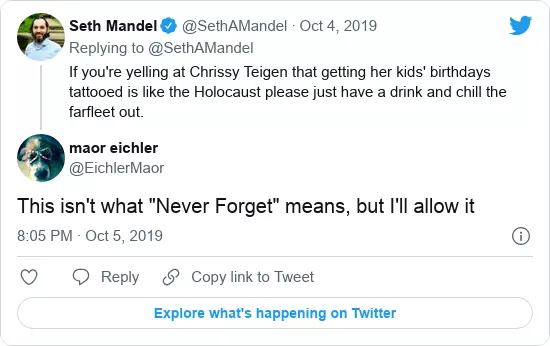 Seth Mandel @SethAMandel · Oct 4, 2019
Replying to @SethAMandel
If you're yelling at Chrissy Teigen that getting her kids' birthdays
tattooed is like the Holocaust please just have a drink and chill the
farfleet out.
maor eichler
@EichlerMaor
This isn't what "Never Forget" means, but I'll allow it
8:05 PM · Oct 5, 2019
Reply Copy link to Tweet
Explore what's happening on Twitter